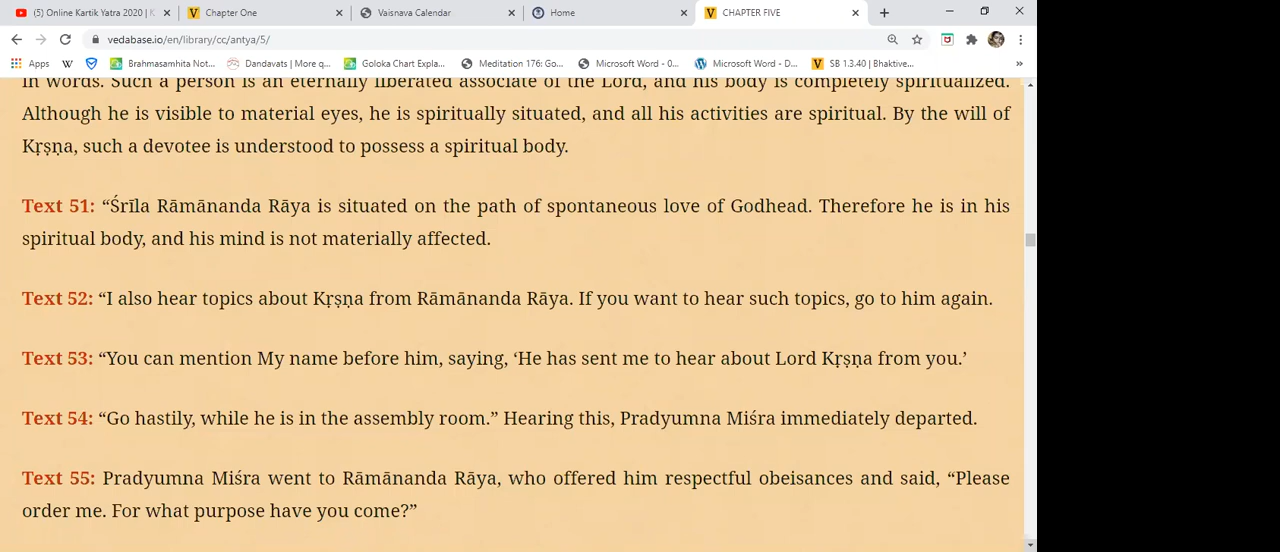 (5) Online Kartik Yatra 2020 | K
Chapter One
Vaisnava Calendar
Home
CHAPTER FIVE
vedabase.io/en/library/cc/antya/5/
Apps
Brahmasamhita Not...
Dandavats | More q...
Goloka Chart Expla...
Meditation 176: Go...
Microsoft Word - 0...
Microsoft Word - D...
SB 1.3.40 | Bhaktive...
in words. Such a person is an eternally liberated associate of the Lord, and his body is completely spiritualized.
Although he is visible to material eyes, he is spiritually situated, and all his activities are spiritual. By the will of
Kṛṣṇa, such a devotee is understood to possess a spiritual body.
Text 51: “Śrīla Rāmānanda Rāya is situated on the path of spontaneous love of Godhead. Therefore he is in his
spiritual body, and his mind is not materially affected.
Text 52: “I also hear topics about Kṛṣṇa from Rāmānanda Rāya. If you want to hear such topics, go to him again.
Text 53: “You can mention My name before him, saying, ‘He has sent me to hear about Lord Kṛṣṇa from you.’
Text 54: “Go hastily, while he is in the assembly room.” Hearing this, Pradyumna Miśra immediately departed.
Text 55: Pradyumna Miśra went to Rāmānanda Rāya, who offered him respectful obeisances and said, “Please
order me. For what purpose have you come?”